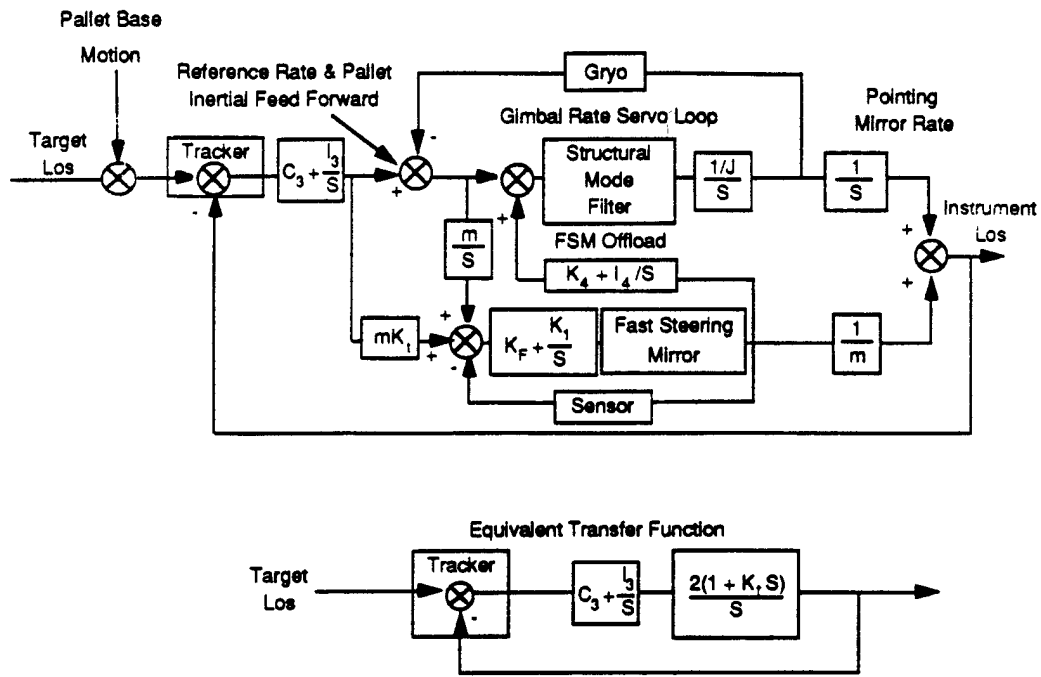 Pallet Base
Motion
Reference Rate & Pallet
Inertial Feed Forward
Gryo
Gimbal Rate Servo Loop
Pointing
Mirror Rate
Target
Los
Tracker
C3 + I3/S
-
+
Structural
Mode
Filter
1/J
S
1
S
+
Instrument
Los
+
-
m
S
+
FSM Offload
K4 + I4/S
+
mKt
+
-
KF + K1/S
Fast Steering
Mirror
1
m
Sensor
Equivalent Transfer Function
Target
Los
Tracker
-
C3 + I3/S
2(1 + K1S)
S